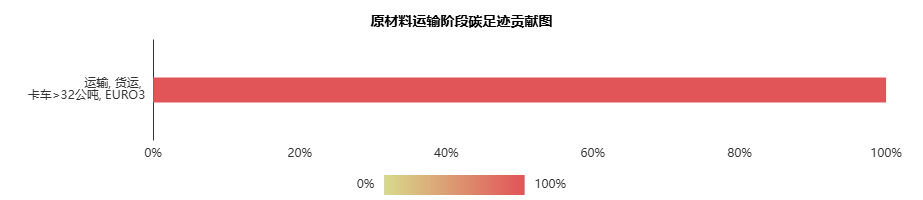 原材料运输阶段碳足迹贡献图
运输, 货运,
卡车>32公吨, EURO3
0% 20% 40% 60% 80% 100%
0% 100%